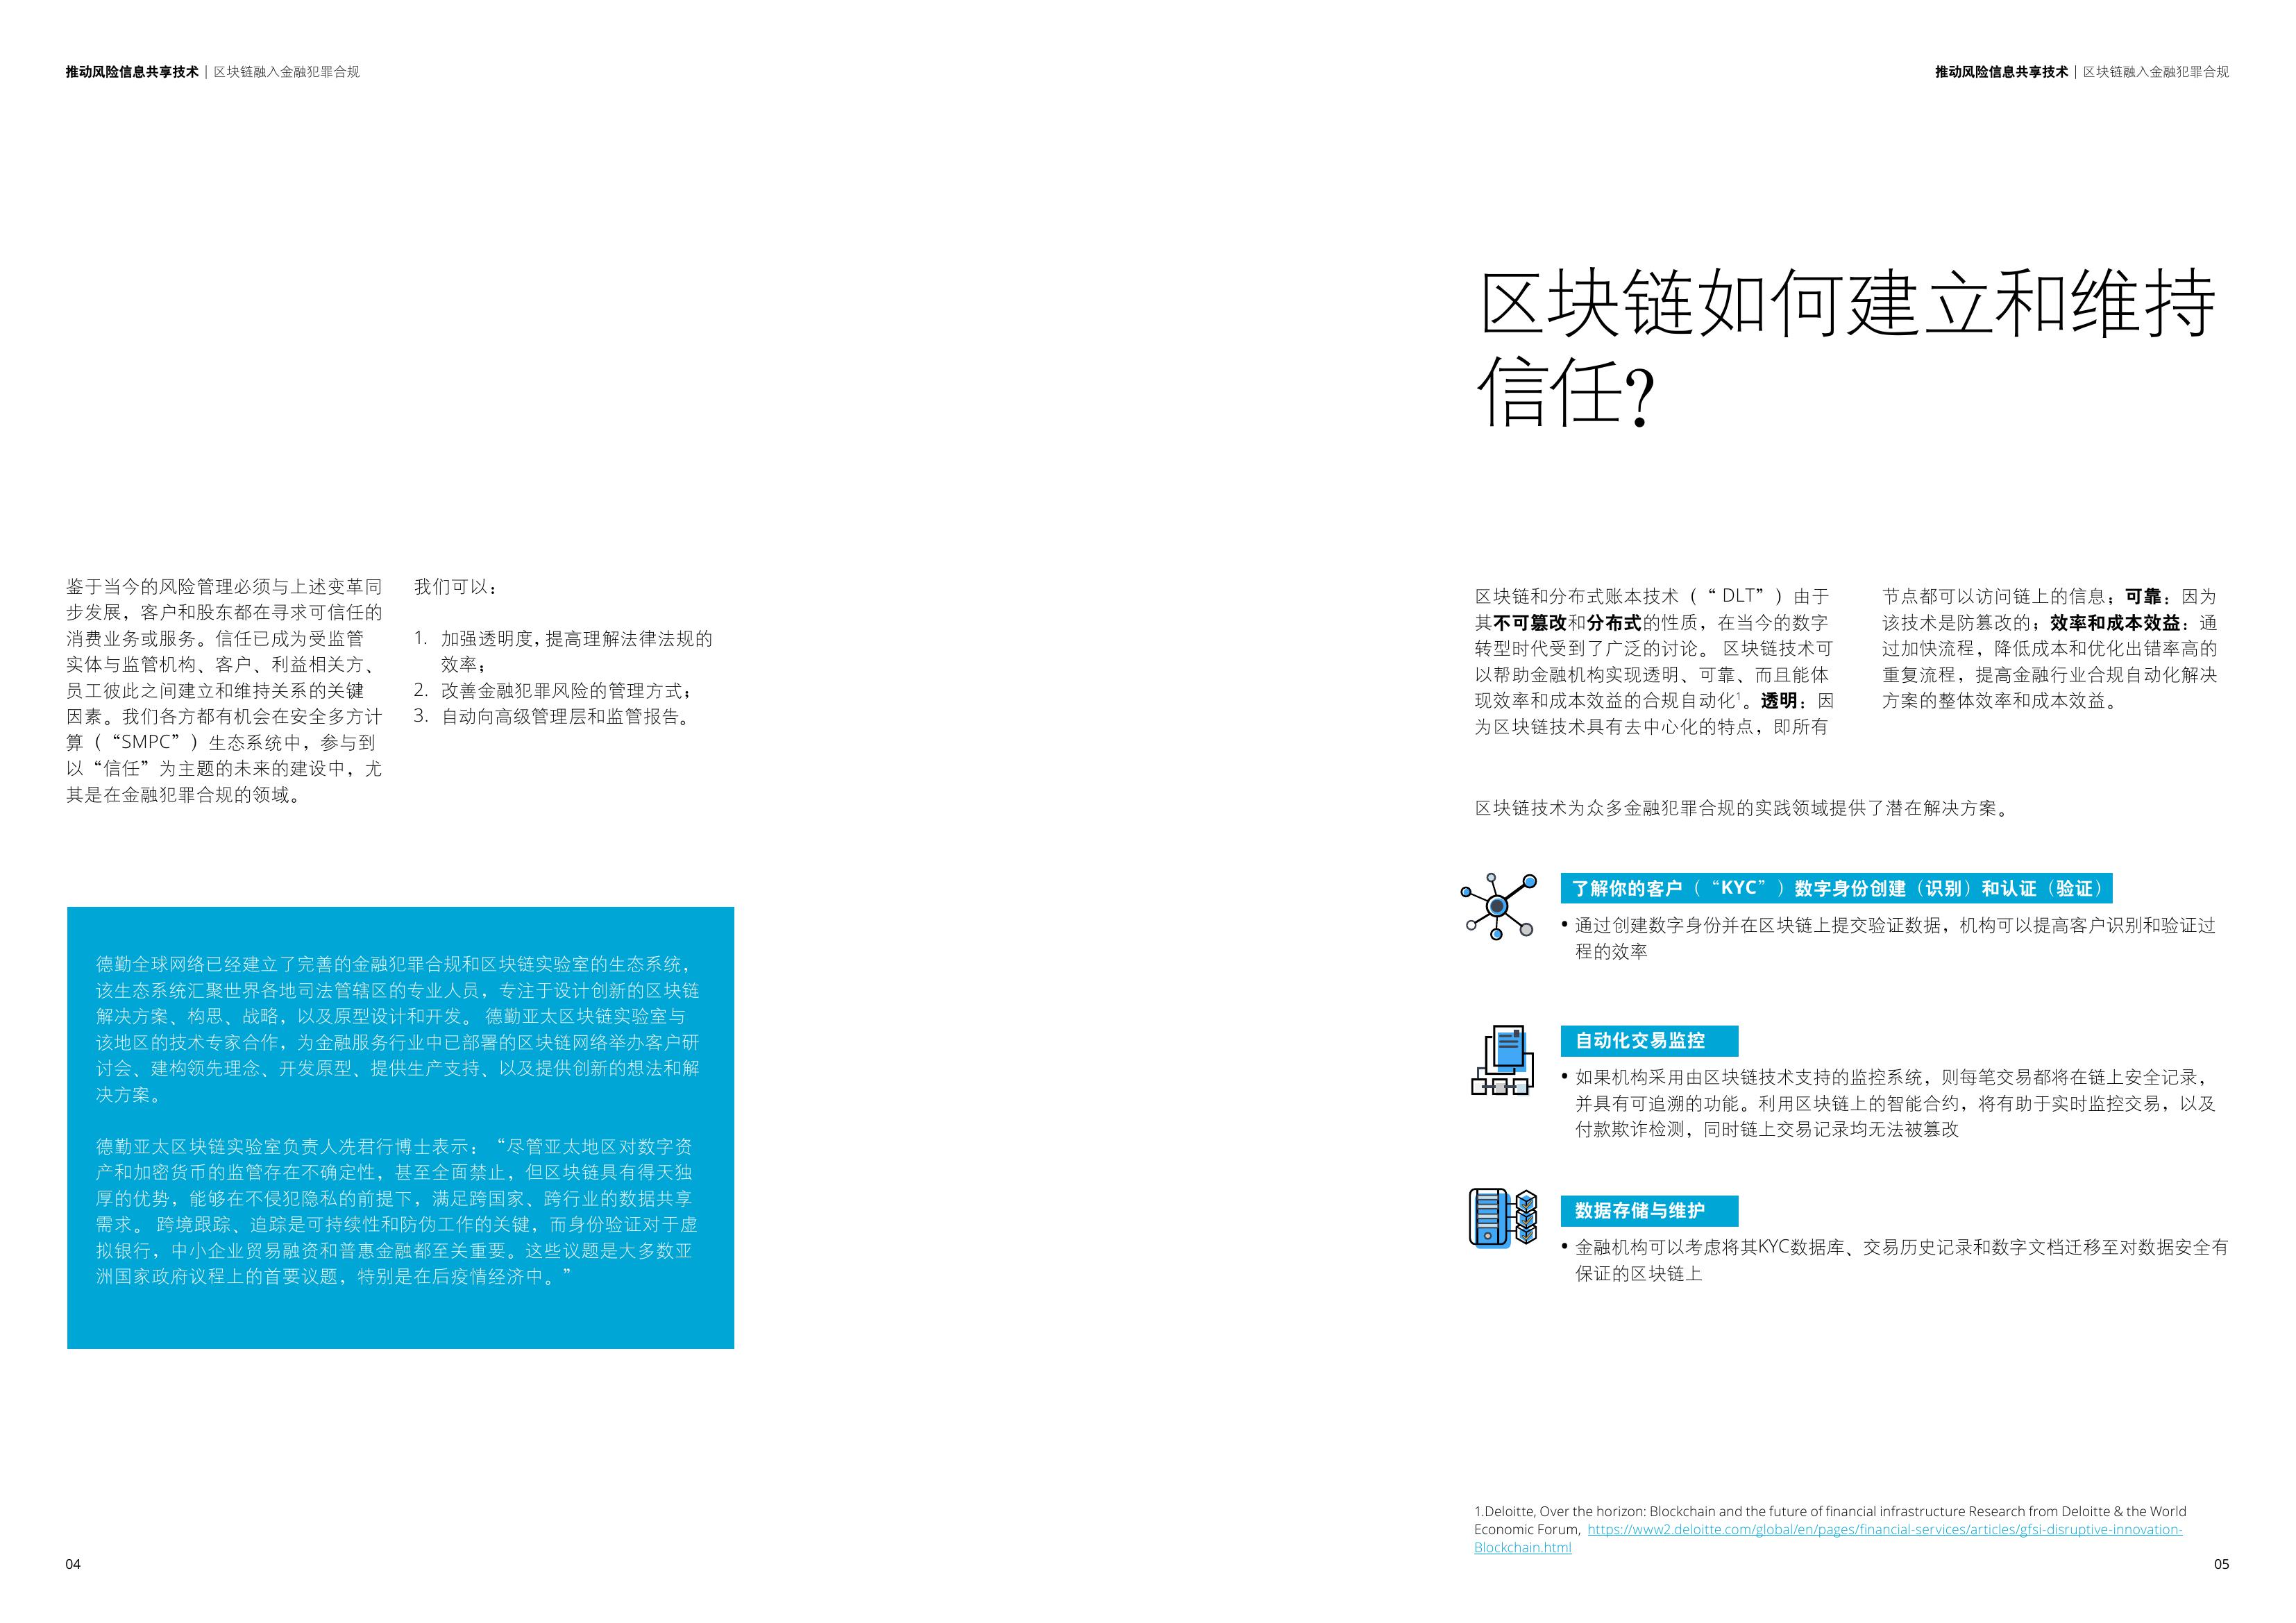 推动风险信息共享技术 | 区块链融入金融犯罪合规
鉴于当今的风险管理必须与上述变革同
步发展，客户和股东都在寻求可信任的
消费业务或服务。信任已成为受监管
实体与监管机构、客户、利益相关方、
员工彼此之间建立和维持关系的关键
因素。我们各方都有机会在安全多方计
算（“SMPC”）生态系统中，参与到
以“信任”为主题的未来的建设中，尤
其是在金融犯罪合规的领域。
我们可以：
1. 加强透明度，提高理解法律法规的
效率；
2. 改善金融犯罪风险的管理方式；
3. 自动向高级管理层和监管报告。
德勤全球网络已经建立了完善的金融犯罪合规和区块链实验室的生态系统，
该生态系统汇聚世界各地司法管辖区的专业人员，专注于设计创新的区块链
解决方案、构思、战略，以及原型设计和开发。 德勤亚太区块链实验室与
该地区的技术专家合作，为金融服务行业中已部署的区块链网络举办客户研
讨会、建构领先理念、开发原型、提供生产支持、以及提供创新的想法和解
决方案。
德勤亚太区块链实验室负责人冼君行博士表示：“尽管亚太地区对数字资
产和加密货币的监管存在不确定性，甚至全面禁止，但区块链具有得天独
厚的优势，能够在不侵犯隐私的前提下，满足跨国家、跨行业的数据共享
需求。 跨境跟踪、追踪是可持续性和防伪工作的关键，而身份验证对于虚
拟银行，中小企业贸易融资和普惠金融都至关重要。这些议题是大多数亚
洲国家政府议程上的首要议题，特别是在后疫情经济中。”
04
推动风险信息共享技术 | 区块链融入金融犯罪合规
区块链如何建立和维持
信任?
区块链和分布式账本技术（“ DLT”）由于
其不可篡改和分布式的性质，在当今的数字
转型时代受到了广泛的讨论。 区块链技术可
以帮助金融机构实现透明、可靠、而且能体
现效率和成本效益的合规自动化¹。透明：因
为区块链技术具有去中心化的特点，即所有
节点都可以访问链上的信息；可靠：因为
该技术是防篡改的；效率和成本效益：通
过加快流程，降低成本和优化出错率高的
重复流程，提高金融行业合规自动化解决
方案的整体效率和成本效益。
区块链技术为众多金融犯罪合规的实践领域提供了潜在解决方案。
了解你的客户（“KYC”）数字身份创建（识别）和认证（验证）
• 通过创建数字身份并在区块链上提交验证数据，机构可以提高客户识别和验证过
程的效率
自动化交易监控
• 如果机构采用由区块链技术支持的监控系统，则每笔交易都将在链上安全记录，
并具有可追溯的功能。利用区块链上的智能合约，将有助于实时监控交易，以及
付款欺诈检测，同时链上交易记录均无法被篡改
数据存储与维护
• 金融机构可以考虑将其KYC数据库、交易历史记录和数字文档迁移至对数据安全有
保证的区块链上
1.Deloitte, Over the horizon: Blockchain and the future of financial infrastructure Research from Deloitte & the World
Economic Forum, https://www2.deloitte.com/global/en/pages/financial-services/articles/gfsi-disruptive-innovation-
Blockchain.html
05